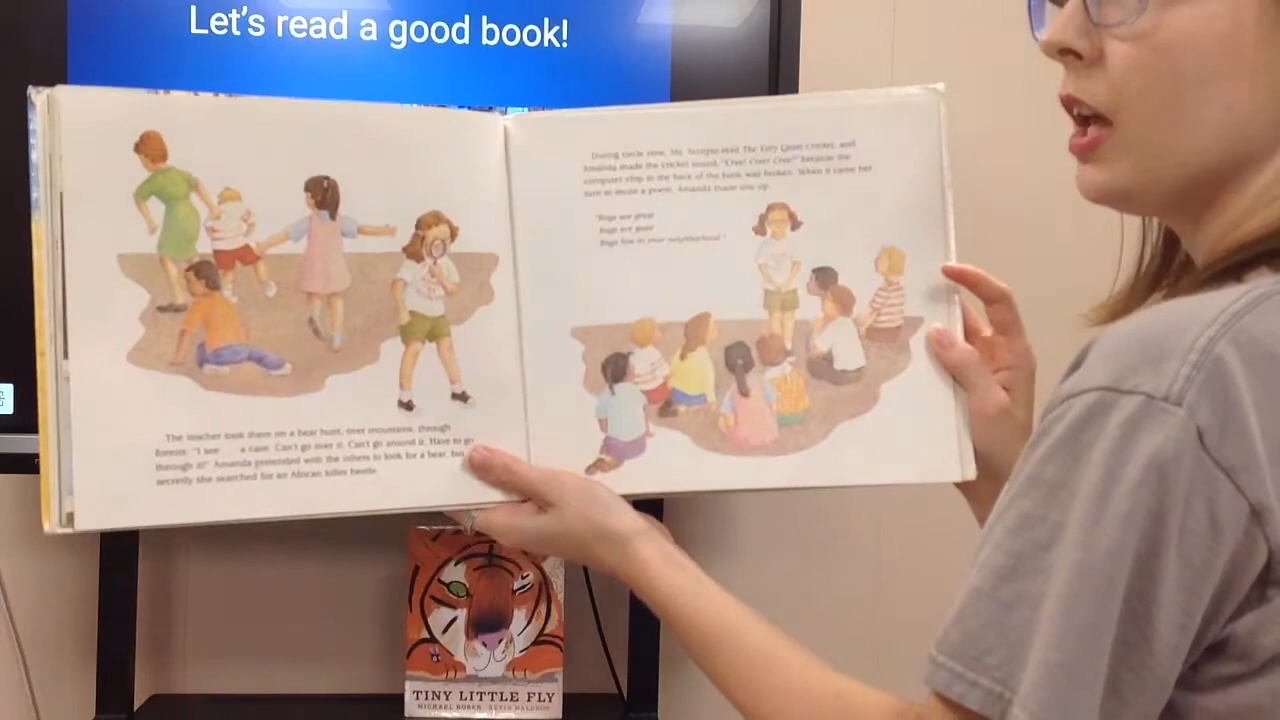 Let's read a good book!
The teacher took them on a bear hunt, over mountains, through
forests. "I see a cave. Can't go over it. Can't go around it. Have to go
through it!" Amanda pretended with the others to look for a bear, but
secretly she searched for an African killer beetle.
During circle time, Mr. read The Very Quiet Cricket, and
Amanda made the cricket sound, "Cree! Cree! Cree!" because the
computer chip in the back of the book was broken. When it came her
turn to recite a poem, Amanda made one up.
"Bugs are great
Bugs are good
Bugs live in your neighborhood."
TINY LITTLE FLY
MICHAEL ROSEN KEVIN WALDRON